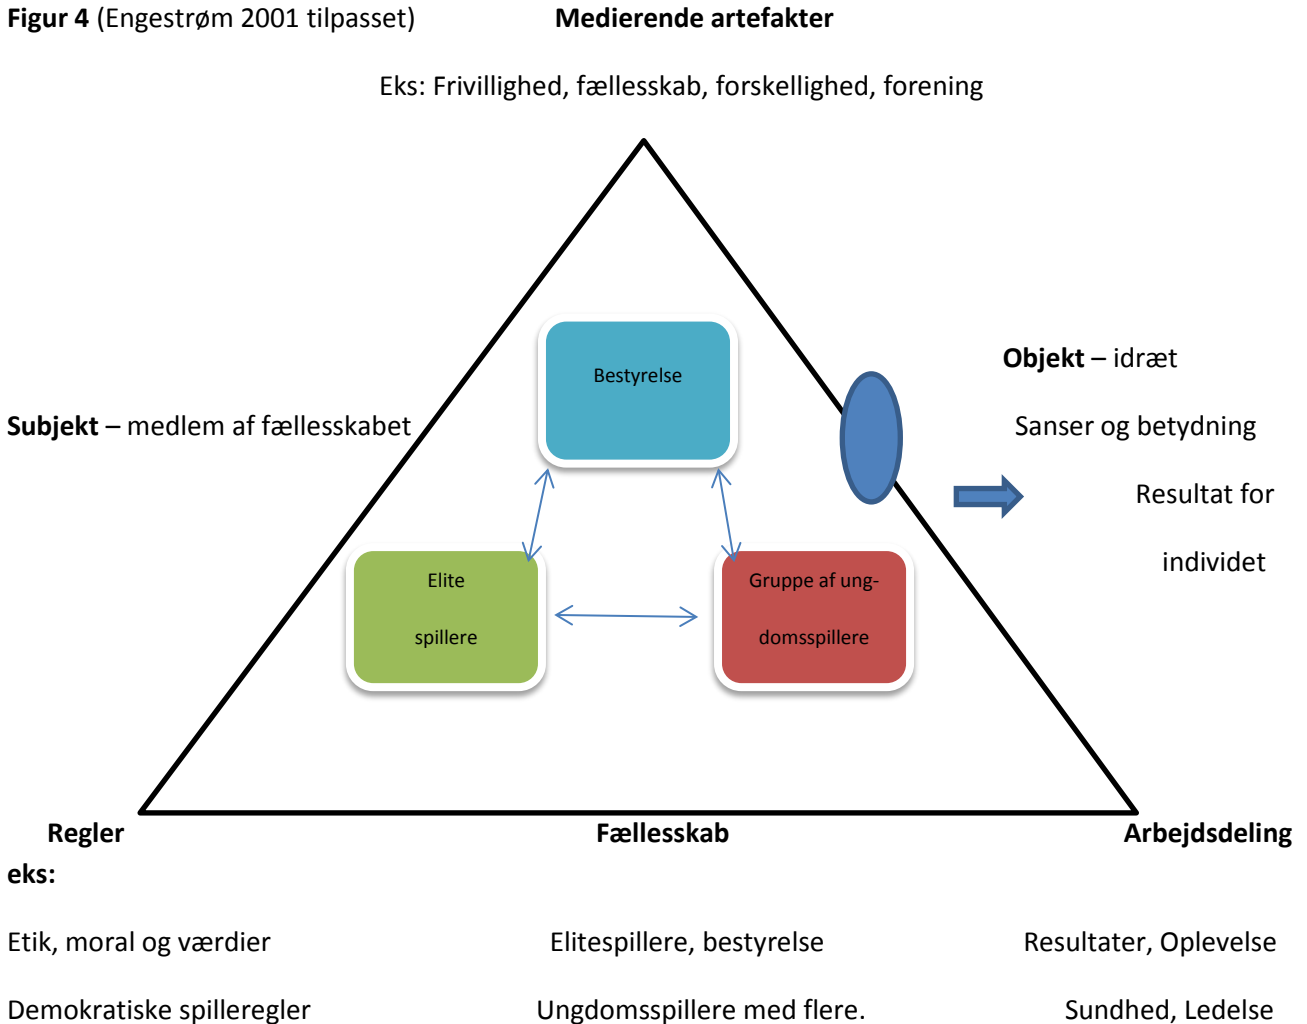 Figur 4 (Engestrøm 2001 tilpasset) Medierende artefakter
Eks: Frivillighed, fællesskab, forskellighed, forening
Bestyrelse
Objekt – idræt
Subjekt – medlem af fællesskabet
Sanser og betydning
Resultat for
individet
Elite
spillere
Gruppe af ung-
domsspillere
Regler Fællesskab Arbejdsdeling
eks:
Etik, moral og værdier Elitespillere, bestyrelse Resultater, Oplevelse
Demokratiske spilleregler Ungdomsspillere med flere. Sundhed, Ledelse